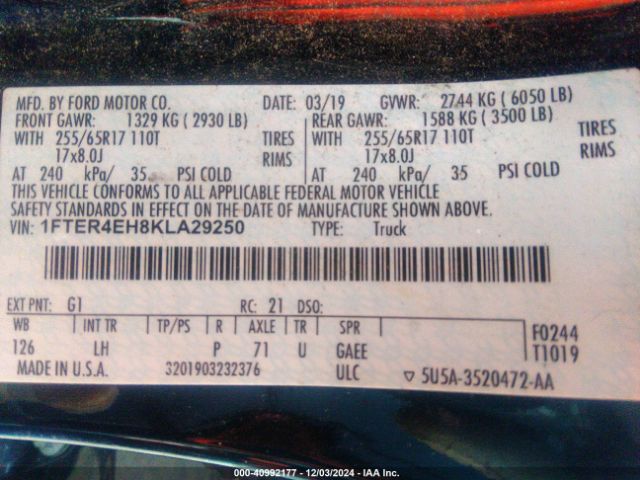 MFD. BY FORD MOTOR CO. DATE: 03/19 GVWR: 2744 KG ( 6050 LB)
FRONT GAWR: 1329 KG ( 2930 LB) REAR GAWR: 1588 KG ( 3500 LB)
WITH 255/65R17 110T TIRES WITH 255/65R17 110T TIRES
17x8.0J RIMS 17x8.0J RIMS
AT 240 kPa/ 35 PSI COLD AT 240 kPa/ 35 PSI COLD
THIS VEHICLE CONFORMS TO ALL APPLICABLE FEDERAL MOTOR VEHICLE
SAFETY STANDARDS IN EFFECT ON THE DATE OF MANUFACTURE SHOWN ABOVE.
VIN: 1FTER4EH8KLA29250 TYPE: Truck
EXT PNT: G1 RC: 21 DSO:
WB INT TR TP/PS R AXLE TR SPR F0244
126 LH P 71 U GAEE T1019
MADE IN U.S.A. 3201903232376 ULC 5U5A-3520472-AA
000-40992177 - 12/03/2024 - IAA Inc.